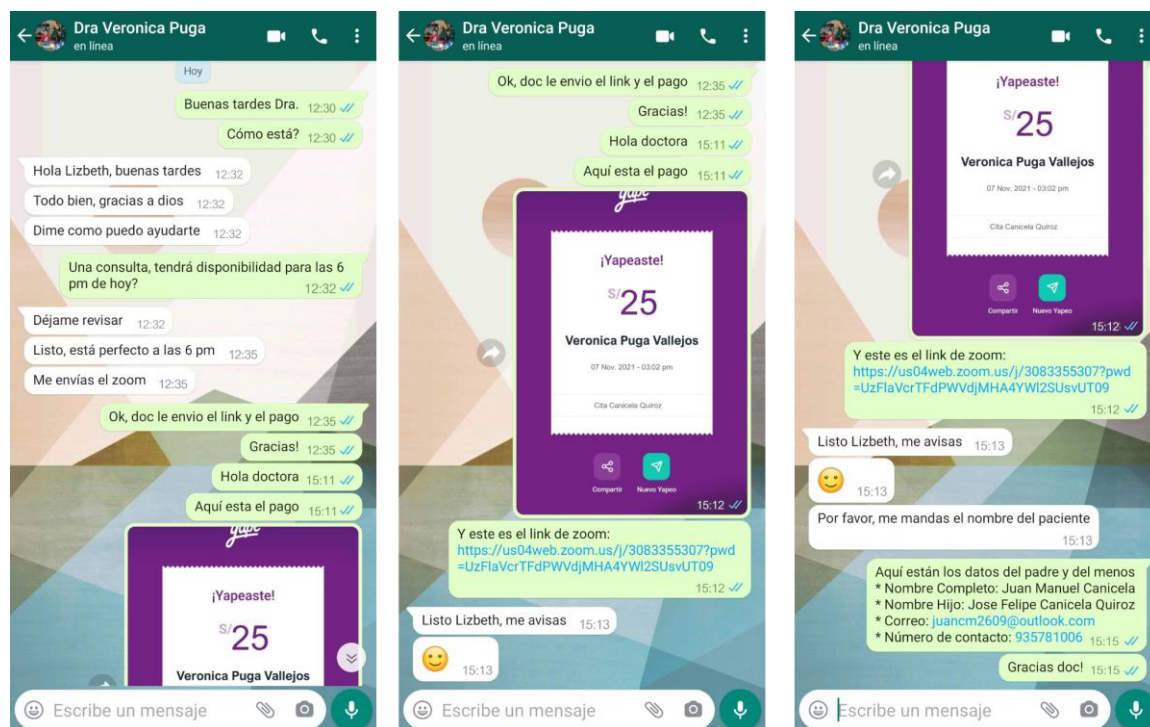 Dra Veronica Puga
en línea
Hoy
Buenas tardes Dra. 12:30
Cómo está? 12:30
Hola Lizbeth, buenas tardes 12:32
Todo bien, gracias a dios 12:32
Dime como puedo ayudarte 12:32
Una consulta, tendrá disponibilidad para las 6
pm de hoy?
12:32
Déjame revisar 12:32
Listo, está perfecto a las 6 pm 12:35
Me envías el zoom 12:35
Ok, doc le envio el link y el pago 12:35
Gracias! 12:35
Hola doctora 15:11
Aquí esta el pago 15:11
yape
¡Yapeaste!
S/25
Veronica Puga Vallejos
Escribe un mensaje
Dra Veronica Puga
en línea
Ok, doc le envio el link y el pago 12:35
Gracias! 12:35
Hola doctora 15:11
Aquí esta el pago 15:11
yape
¡Yapeaste!
S/25
Veronica Puga Vallejos
07 Nov. 2021 - 03:02 pm
Cita Canicela Quiroz
Compartir Nuevo Yapeo
15:12
Y este es el link de zoom:
https://us04web.zoom.us/j/3083355307?pwd
=UzFlaVcrTFdPWVdjMHA4YWl2SUsvUT09
15:12
Listo Lizbeth, me avisas 15:13
15:13
Escribe un mensaje
Dra Veronica Puga
en línea
¡Yapeaste!
S/25
Veronica Puga Vallejos
07 Nov. 2021 - 03:02 pm
Cita Canicela Quiroz
Compartir Nuevo Yapeo
15:12
Y este es el link de zoom:
https://us04web.zoom.us/j/3083355307?pwd
=UzFlaVcrTFdPWVdjMHA4YWl2SUsvUT09
15:12
Listo Lizbeth, me avisas 15:13
15:13
Por favor, me mandas el nombre del paciente
15:13
Aquí están los datos del padre y del menos
* Nombre Completo: Juan Manuel Canicela
* Nombre Hijo: Jose Felipe Canicela Quiroz
* Correo: juancm2609@outlook.com
* Número de contacto: 935781006 15:15
Gracias doc! 15:15
Escribe un mensaje